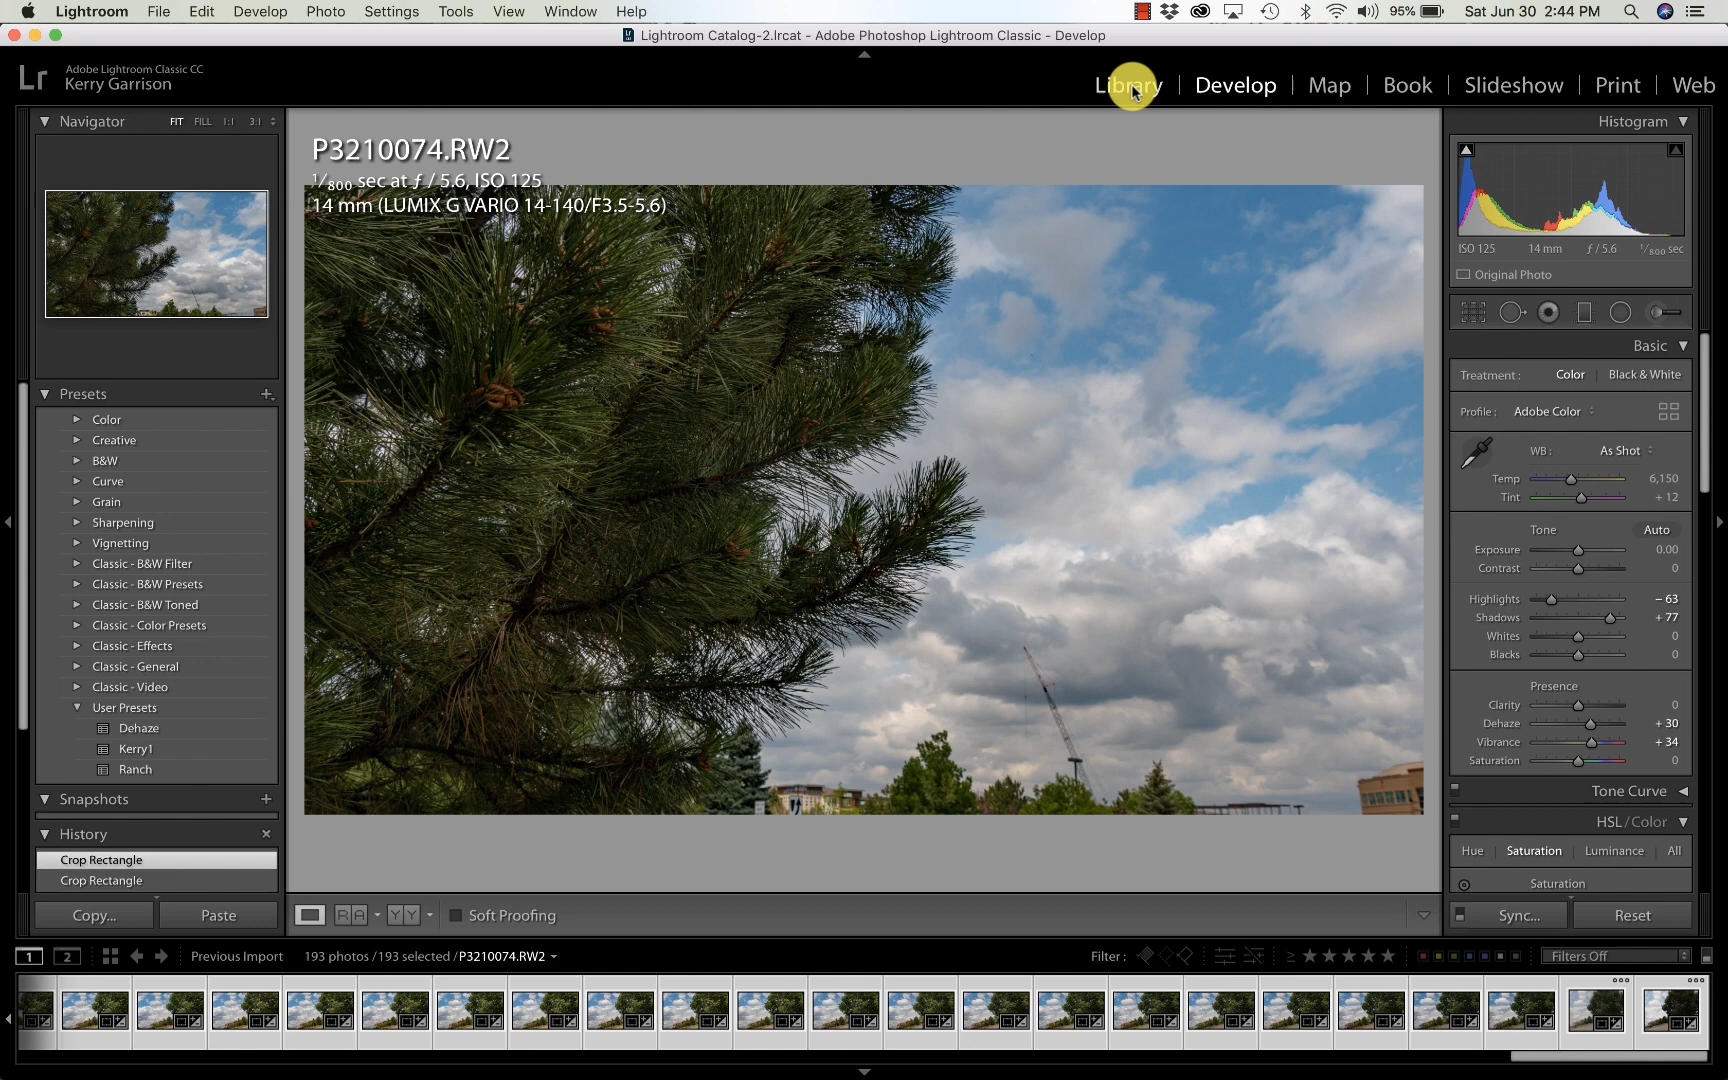 Lightroom File Edit Develop Photo Settings Tools View Window Help 95% Sat Jun 30 2:44 PM
Lightroom Catalog-2.lrcat - Adobe Photoshop Lightroom Classic - Develop
Lr Adobe Lightroom Classic CC
Kerry Garrison
Library | Develop | Map | Book | Slideshow | Print | Web
Navigator FIT FILL 1:1 3:1
Histogram
P3210074.RW2
1/800 sec at ƒ / 5.6, ISO 125
14 mm (LUMIX G VARIO 14-140/F3.5-5.6)
ISO 125 14 mm ƒ / 5.6 1/800 sec
Original Photo
Presets
Color
Creative
B&W
Curve
Grain
Sharpening
Vignetting
Classic - B&W Filter
Classic - B&W Presets
Classic - B&W Toned
Classic - Color Presets
Classic - Effects
Classic - General
Classic - Video
User Presets
Dehaze
Kerry1
Ranch
Snapshots
History
Crop Rectangle
Crop Rectangle
Copy... Paste
Basic
Treatment : Color | Black & White
Profile : Adobe Color
WB : As Shot
Temp 6,150
Tint + 12
Tone Auto
Exposure 0.00
Contrast 0
Highlights – 63
Shadows + 77
Whites 0
Blacks 0
Presence
Clarity 0
Dehaze + 30
Vibrance + 34
Saturation 0
Tone Curve
HSL / Color
Hue | Saturation | Luminance | All
Saturation
Sync... Reset
R A Y Y Soft Proofing
1 2 Previous Import 193 photos / 193 selected / P3210074.RW2 Filter : ≥ ★★★★★ Filters Off